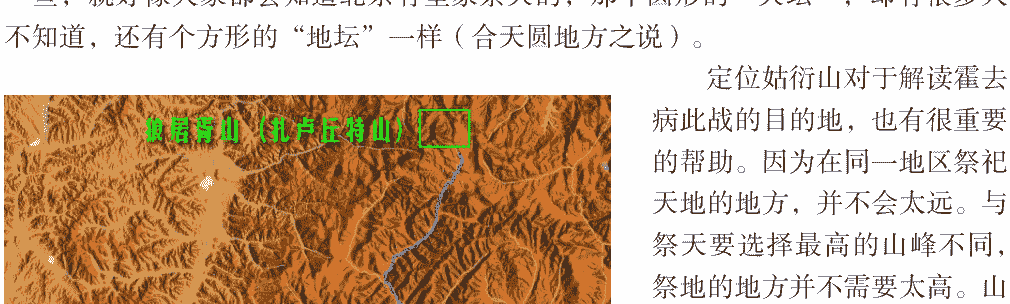 不知道，还有个方形的“地坛”一样（合天圆地方之说）。
狼居胥山（扎卢丘特山）
定位姑衍山对于解读霍去
病此战的目的地，也有很重要
的帮助。因为在同一地区祭祀
天地的地方，并不会太远。与
祭天要选择最高的山峰不同，
祭地的地方并不需要太高。山